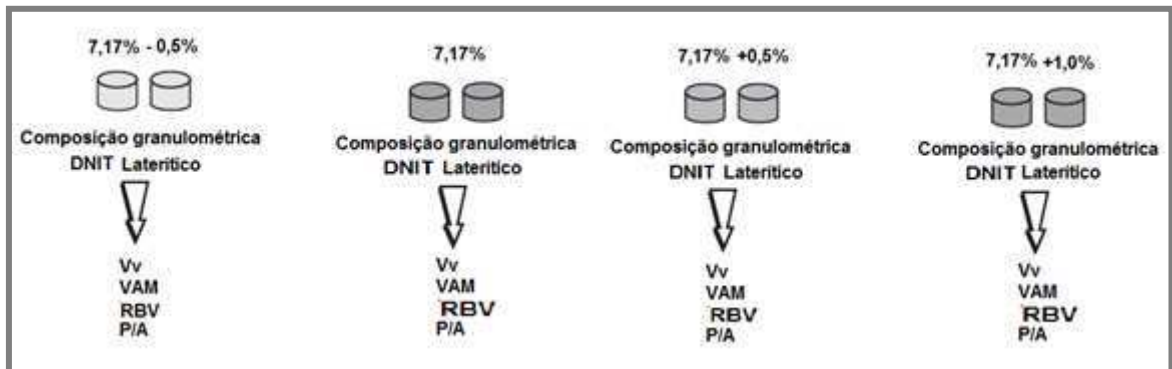 7,17% - 0,5%
Composição granulométrica
DNIT Laterítico
Vv
VAM
RBV
P/A
7,17%
Composição granulométrica
DNIT Laterítico
Vv
VAM
RBV
P/A
7,17% +0,5%
Composição granulométrica
DNIT Laterítico
Vv
VAM
RBV
P/A
7,17% +1,0%
Composição granulométrica
DNIT Laterítico
Vv
VAM
RBV
P/A